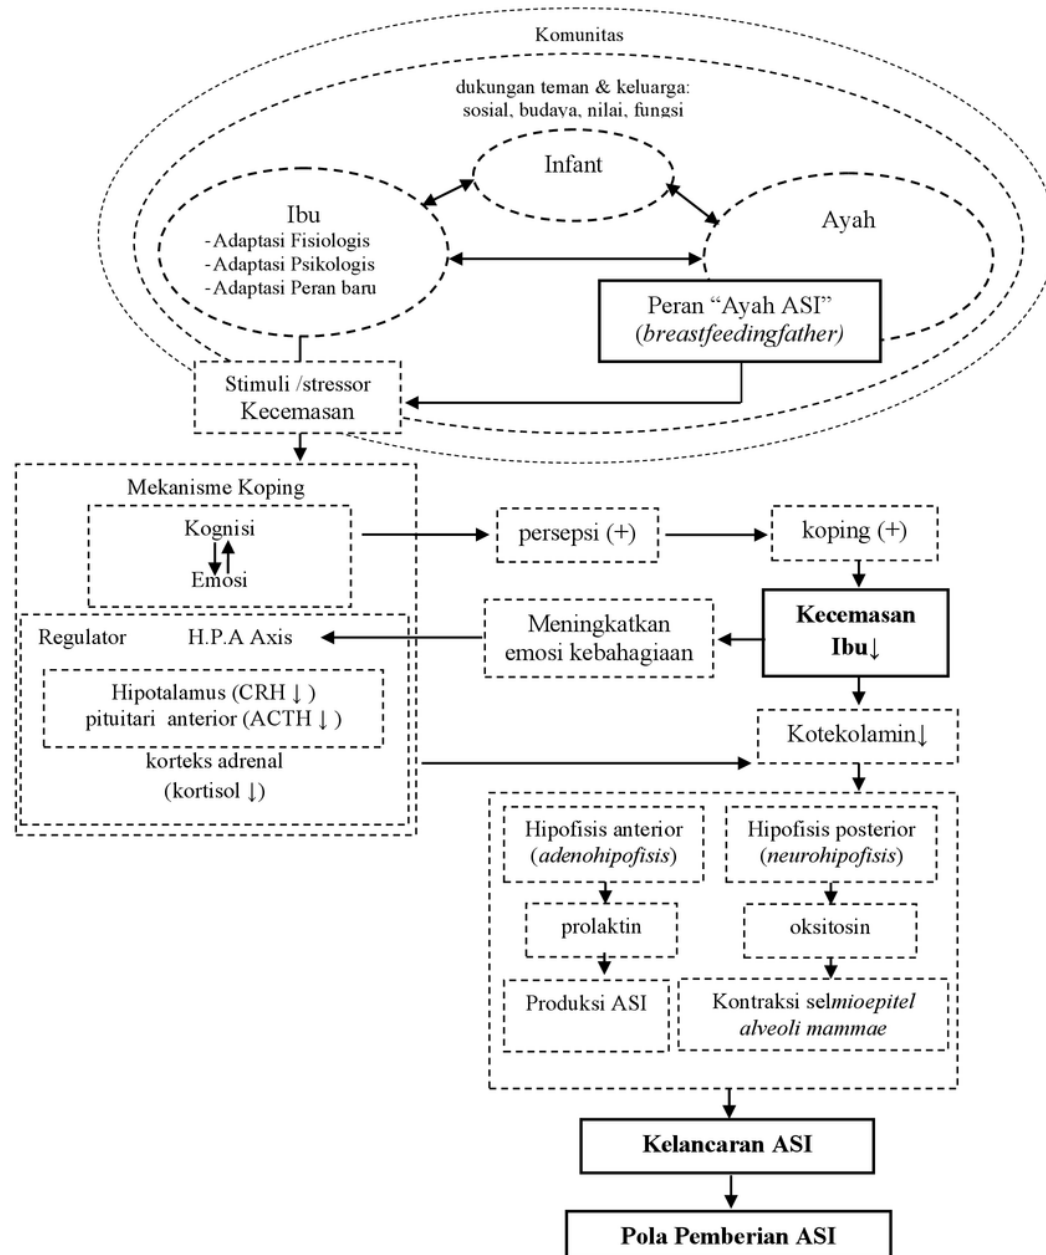 Komunitas
dukungan teman & keluarga:
sosial, budaya, nilai, fungsi
Infant
Ibu
-Adaptasi Fisiologis
-Adaptasi Psikologis
-Adaptasi Peran baru
Ayah
Peran “Ayah ASI”
(breastfeedingfather)
Stimuli /stressor
Kecemasan
Mekanisme Koping
Kognisi
Emosi
persepsi (+)
koping (+)
Kecemasan
Ibu↓
Meningkatkan
emosi kebahagiaan
Regulator H.P.A Axis
Hipotalamus (CRH ↓ )
pituitari anterior (ACTH ↓ )
korteks adrenal
(kortisol ↓)
Kotekolamin↓
Hipofisis anterior
(adenohipofisis)
Hipofisis posterior
(neurohipofisis)
prolaktin
oksitosin
Produksi ASI
Kontraksi selmioepitel
alveoli mammae
Kelancaran ASI
Pola Pemberian ASI